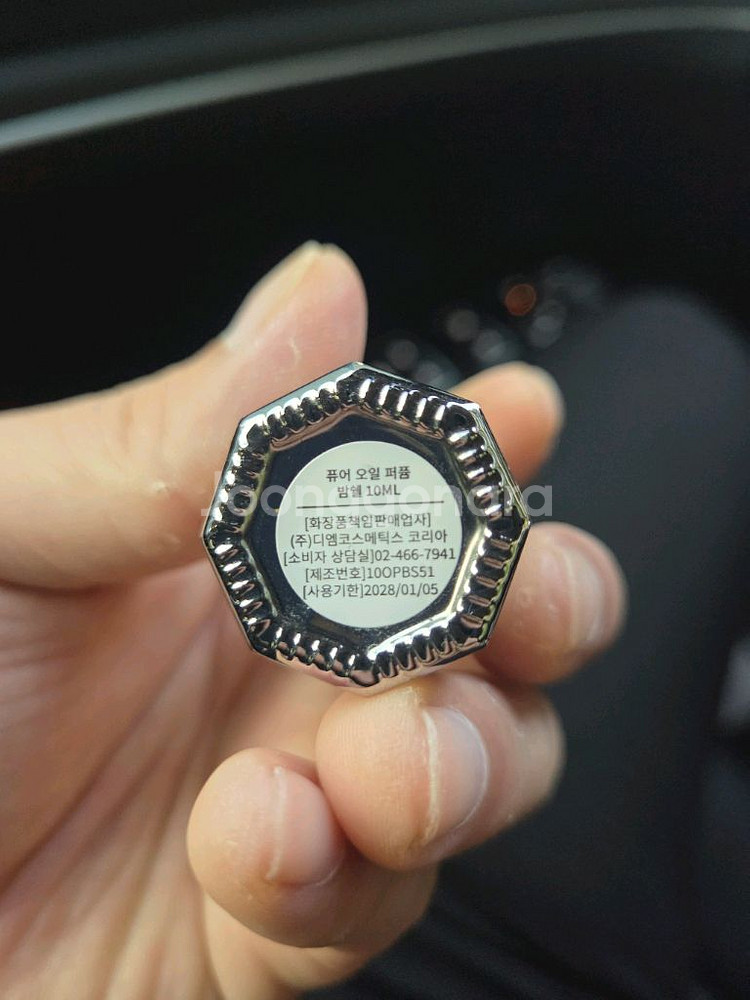 퓨어 오일 퍼퓸
밤쉘 10ML
Joonggonara
[화장품책임판매업자]
(주)디엠코스메틱스 코리아
[소비자 상담실]02-466-7941
[제조번호]10OPBS51
[사용기한]2028/01/05